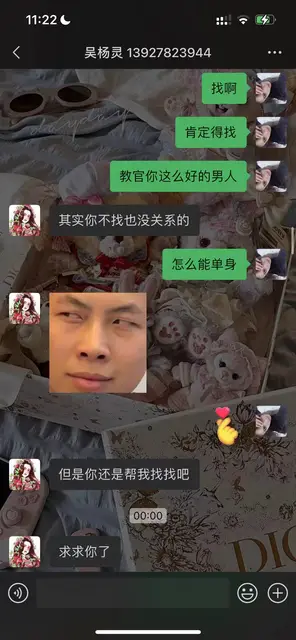 11:22
吴杨灵 13927823944
找啊
肯定得找
教官你这么好的男人
其实你不找也没关系的
怎么能单身
但是你还是帮我找找吧
00:00
求求你了
DIO